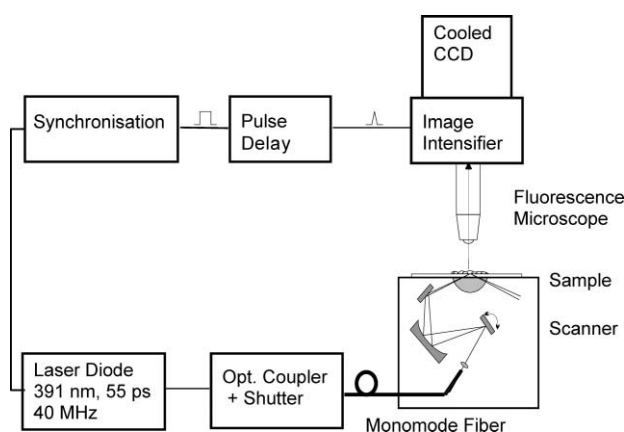 Cooled
CCD
Synchronisation
Pulse
Delay
Image
Intensifier
Fluorescence
Microscope
Sample
Scanner
Laser Diode
391 nm, 55 ps
40 MHz
Opt. Coupler
+ Shutter
Monomode Fiber